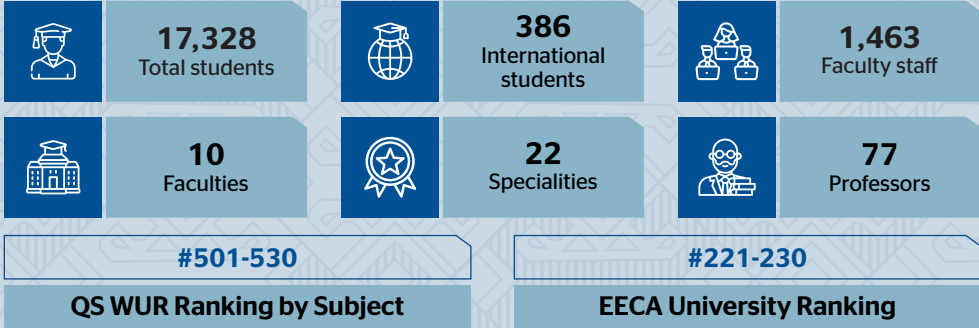 17,328
Total students
386
International
students
1,463
Faculty staff
10
Faculties
22
Specialities
77
Professors
#501-530
#221-230
QS WUR Ranking by Subject
EECA University Ranking